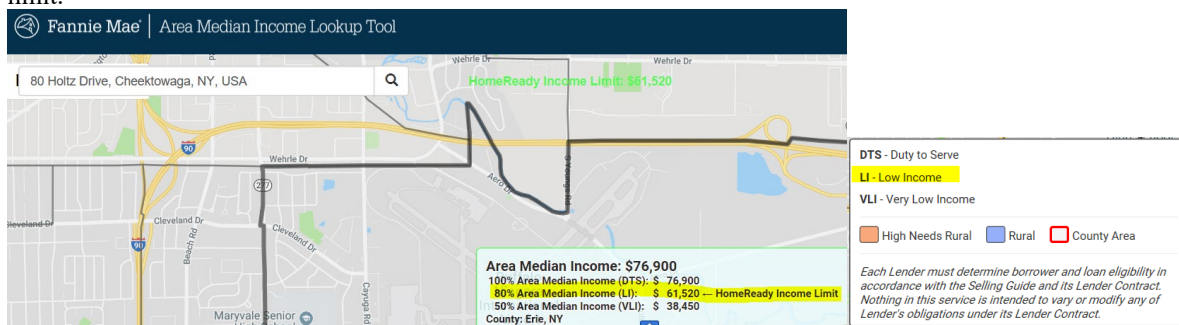 limit.
Fannie Mae | Area Median Income Lookup Tool
80 Holtz Drive, Cheektowaga, NY, USA
HomeReady Income Limit: $61,520
Wehrle Dr
Wehrle Dr
90
Wehrle Dr
277
Aero Dr
S Youngs Rd
Cleveland Dr
Cleveland Dr
Cleveland Dr
90
Beach Rd
Cayuga Rd
Maryvale Senior
High School
Area Median Income: $76,900
100% Area Median Income (DTS): $ 76,900
80% Area Median Income (LI): $ 61,520 ← HomeReady Income Limit
50% Area Median Income (VLI): $ 38,450
County: Erie, NY
DTS - Duty to Serve
LI - Low Income
VLI - Very Low Income
High Needs Rural Rural County Area
Each Lender must determine borrower and loan eligibility in
accordance with the Selling Guide and its Lender Contract.
Nothing in this service is intended to vary or modify any of
Lender's obligations under its Lender Contract.